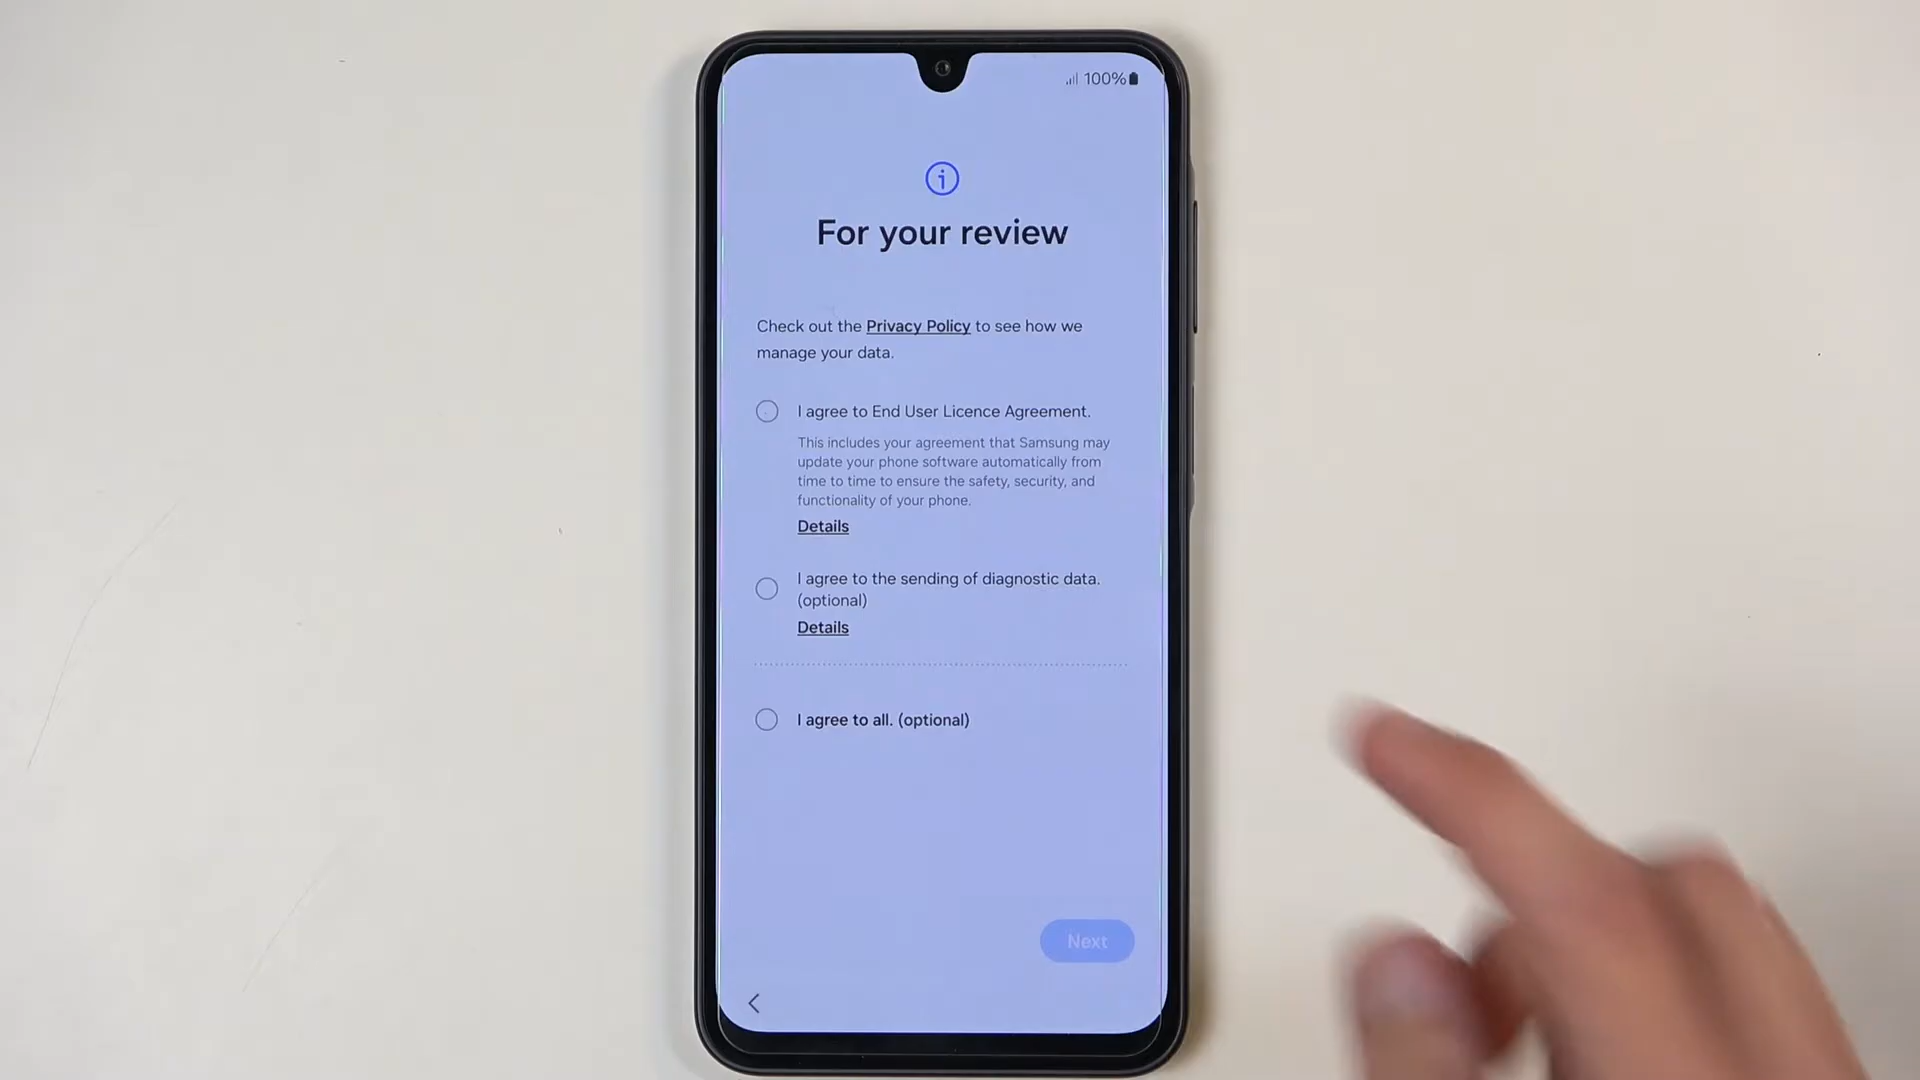 100%
For your review
Check out the Privacy Policy to see how we
manage your data.
I agree to End User Licence Agreement.
This includes your agreement that Samsung may
update your phone software automatically from
time to time to ensure the safety, security, and
functionality of your phone.
Details
I agree to the sending of diagnostic data.
(optional)
Details
I agree to all. (optional)
Next